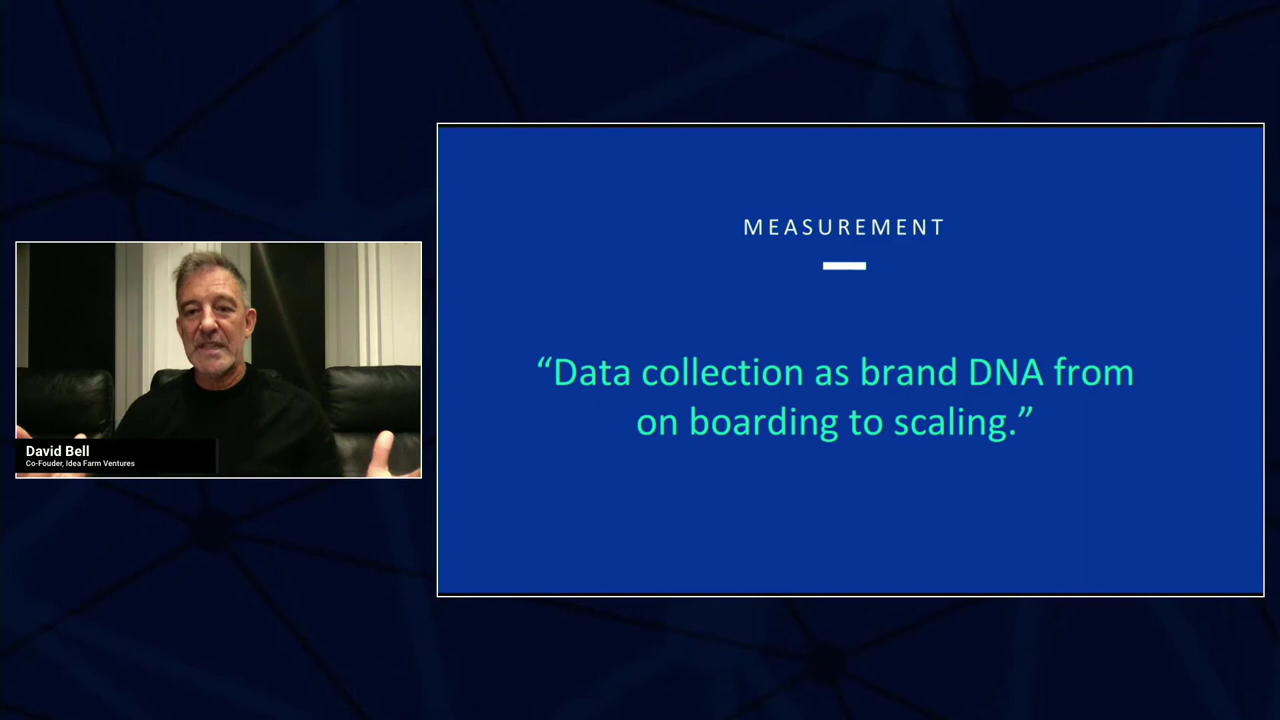 MEASUREMENT
“Data collection as brand DNA from
on boarding to scaling.”
David Bell
Co-Fouder, Idea Farm Ventures